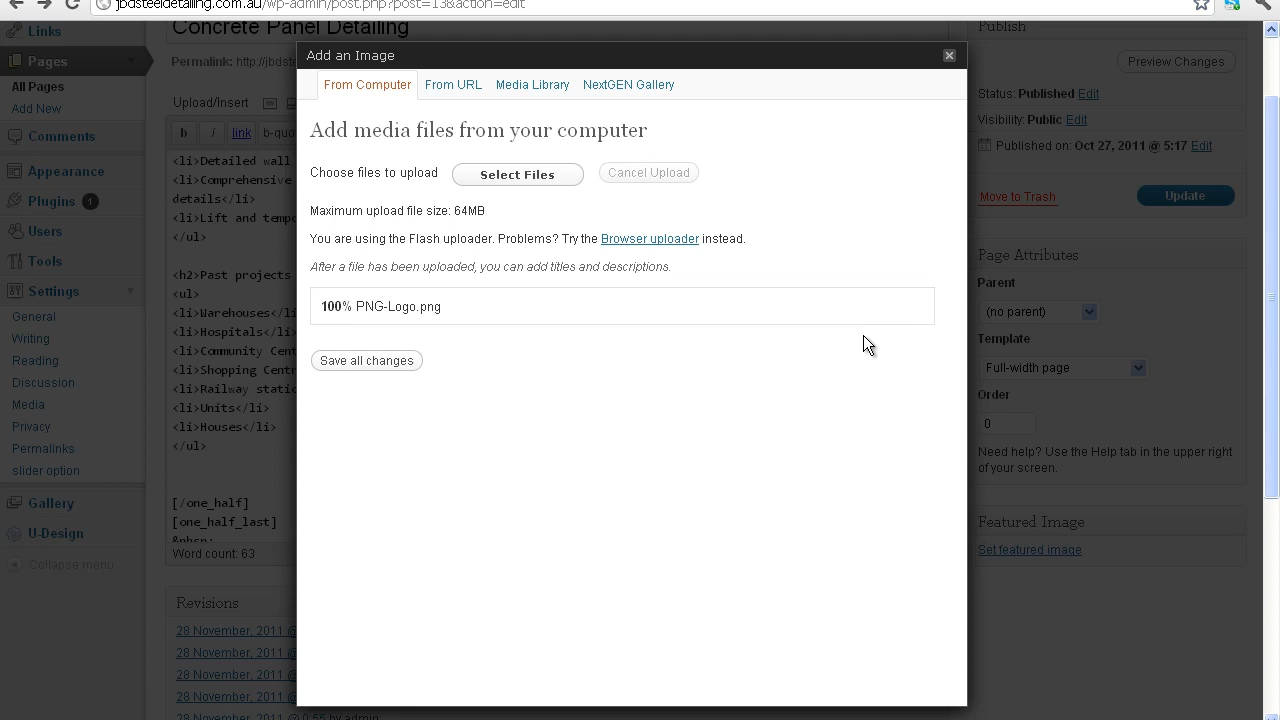 jbdsteeldetailing.com.au/wp-admin/post.php?post=13&action=edit
Links
Pages
All Pages
Add New
Comments
Appearance
Plugins 1
Users
Tools
Settings
General
Writing
Reading
Discussion
Media
Privacy
Permalinks
slider option
Gallery
U-Design
Collapse menu
Concrete Panel Detailing
Permalink: http://jbdste
Upload/Insert
b i link b-quo
<li>Detailed wall
<li>Comprehensive
details</li>
<li>Lift and tempo
</ul>
<h2>Past projects
<ul>
<li>Warehouses</li
<li>Hospitals</li>
<li>Community Cent
<li>Shopping Centr
<li>Railway static
<li>Units</li>
<li>Houses</li>
</ul>
[/one_half]
[one_half_last]
&nbsp;
Word count: 63
Revisions
28 November, 2011 @
28 November, 2011 @
28 November, 2011 @
28 November, 2011 @
28 November, 2011 @ 0:55 by admin
Add an Image
From Computer From URL Media Library NextGEN Gallery
Add media files from your computer
Choose files to upload Select Files Cancel Upload
Maximum upload file size: 64MB
You are using the Flash uploader. Problems? Try the Browser uploader instead.
After a file has been uploaded, you can add titles and descriptions.
100% PNG-Logo.png
Save all changes
Publish
Preview Changes
Status: Published Edit
Visibility: Public Edit
Published on: Oct 27, 2011 @ 5:17 Edit
Move to Trash Update
Page Attributes
Parent
(no parent)
Template
Full-width page
Order
0
Need help? Use the Help tab in the upper right
of your screen.
Featured Image
Set featured image